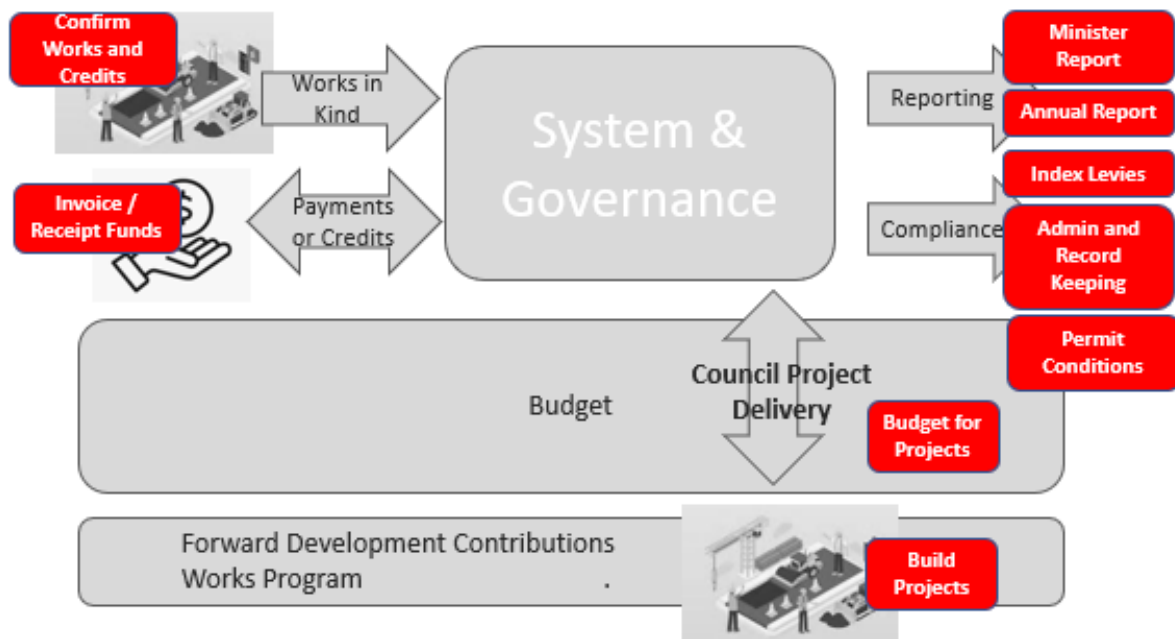 Confirm
Works and
Credits
Works in
Kind
System &
Governance
Reporting
Minister
Report
Annual Report
Invoice /
Receipt Funds
$
Payments
or Credits
Compliance
Index Levies
Admin and
Record
Keeping
Permit
Conditions
Budget
Council Project
Delivery
Budget for
Projects
Forward Development Contributions
Works Program .
Build
Projects